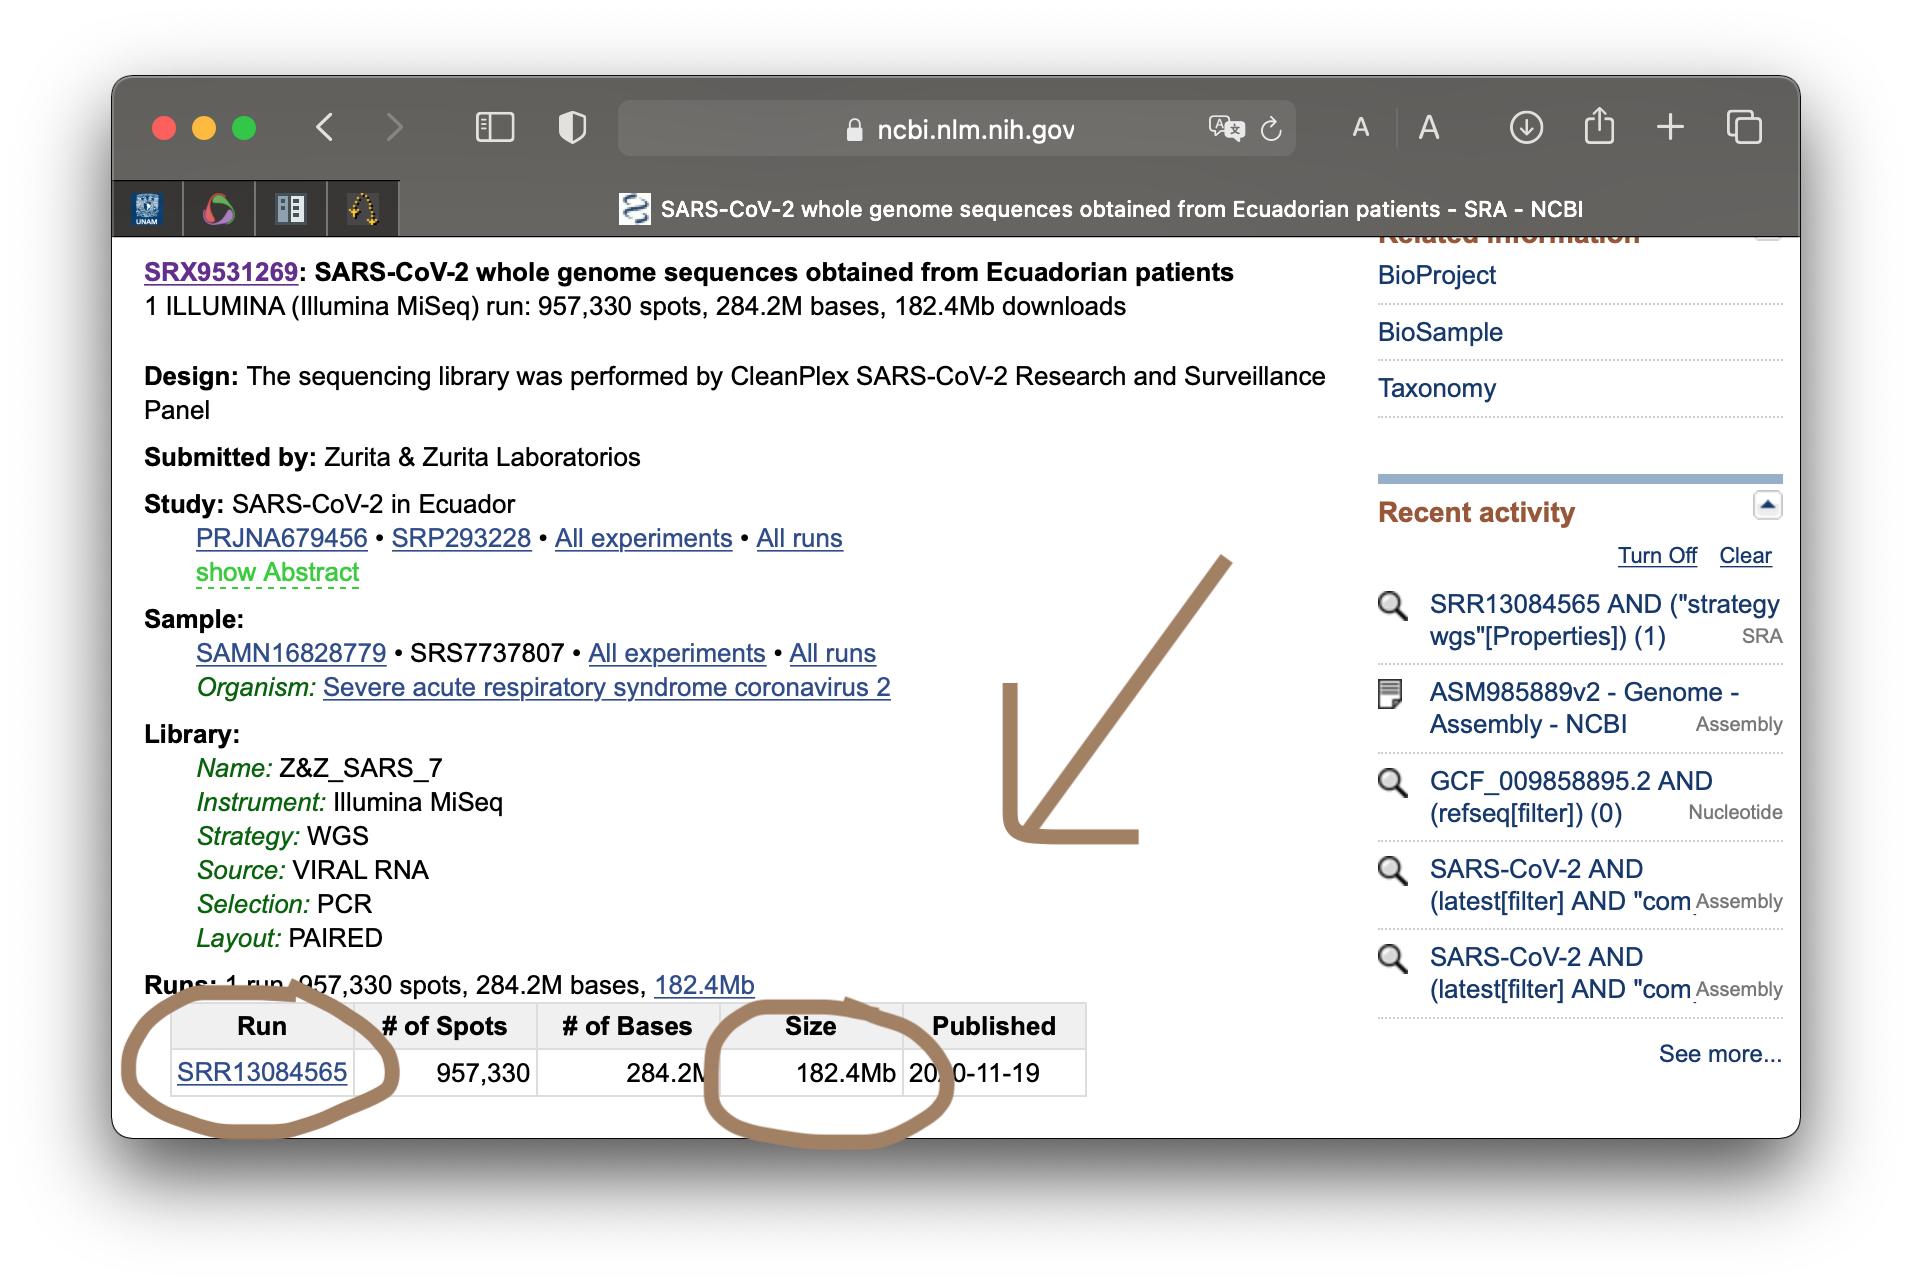 ncbi.nlm.nih.gov
A A
UNAM
SARS-CoV-2 whole genome sequences obtained from Ecuadorian patients - SRA - NCBI
SRX9531269: SARS-CoV-2 whole genome sequences obtained from Ecuadorian patients
1 ILLUMINA (Illumina MiSeq) run: 957,330 spots, 284.2M bases, 182.4Mb downloads
Design: The sequencing library was performed by CleanPlex SARS-CoV-2 Research and Surveillance
Panel
Submitted by: Zurita & Zurita Laboratorios
Study: SARS-CoV-2 in Ecuador
PRJNA679456 • SRP293228 • All experiments • All runs
show Abstract
Sample:
SAMN16828779 • SRS7737807 • All experiments • All runs
Organism: Severe acute respiratory syndrome coronavirus 2
Library:
Name: Z&Z_SARS_7
Instrument: Illumina MiSeq
Strategy: WGS
Source: VIRAL RNA
Selection: PCR
Layout: PAIRED
Runs: 1 run, 957,330 spots, 284.2M bases, 182.4Mb
Run # of Spots # of Bases Size Published
SRR13084565 957,330 284.2M 182.4Mb 2020-11-19
Related information
BioProject
BioSample
Taxonomy
Recent activity
Turn Off Clear
SRR13084565 AND ("strategy
wgs"[Properties]) (1) SRA
ASM985889v2 - Genome -
Assembly - NCBI Assembly
GCF_009858895.2 AND
(refseq[filter]) (0) Nucleotide
SARS-CoV-2 AND
(latest[filter] AND "com Assembly
SARS-CoV-2 AND
(latest[filter] AND "com Assembly
See more...